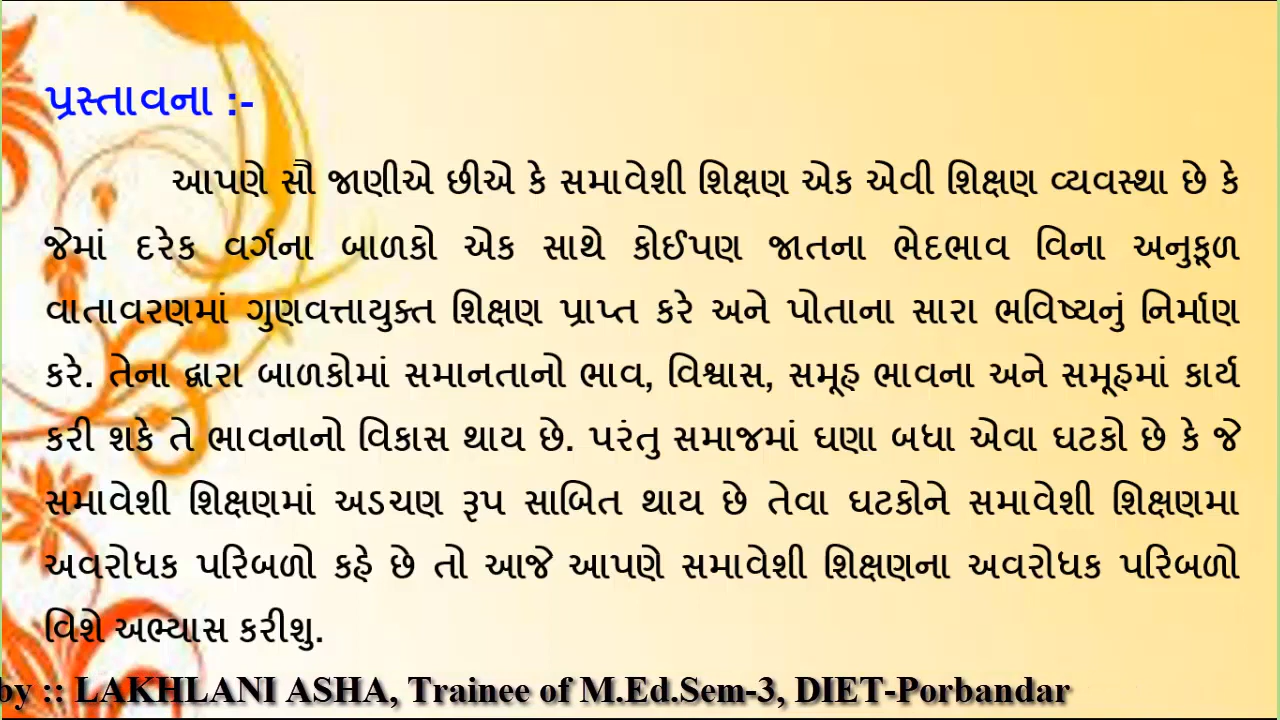 પ્રસ્તાવના :-
આપણે સૌ જાણીએ છીએ કે સમાવેશી શિક્ષણ એક એવી શિક્ષણ વ્યવસ્થા છે કે
જેમાં દરેક વર્ગના બાળકો એક સાથે કોઈપણ જાતના ભેદભાવ વિના અનુકૂળ
વાતાવરણમાં ગુણવત્તાયુક્ત શિક્ષણ પ્રાપ્ત કરે અને પોતાના સારા ભવિષ્યનું નિર્માણ
કરે. તેના દ્વારા બાળકોમાં સમાનતાનો ભાવ, વિશ્વાસ, સમૂહ ભાવના અને સમૂહમાં કાર્ય
કરી શકે તે ભાવનાનો વિકાસ થાય છે. પરંતુ સમાજમાં ઘણા બધા એવા ઘટકો છે કે જે
સમાવેશી શિક્ષણમાં અડચણ રૂપ સાબિત થાય છે તેવા ઘટકોને સમાવેશી શિક્ષણમા
અવરોધક પરિબળો કહે છે તો આજે આપણે સમાવેશી શિક્ષણના અવરોધક પરિબળો
વિશે અભ્યાસ કરીશુ.
by :: LAKHLANI ASHA, Trainee of M.Ed.Sem-3, DIET-Porbandar